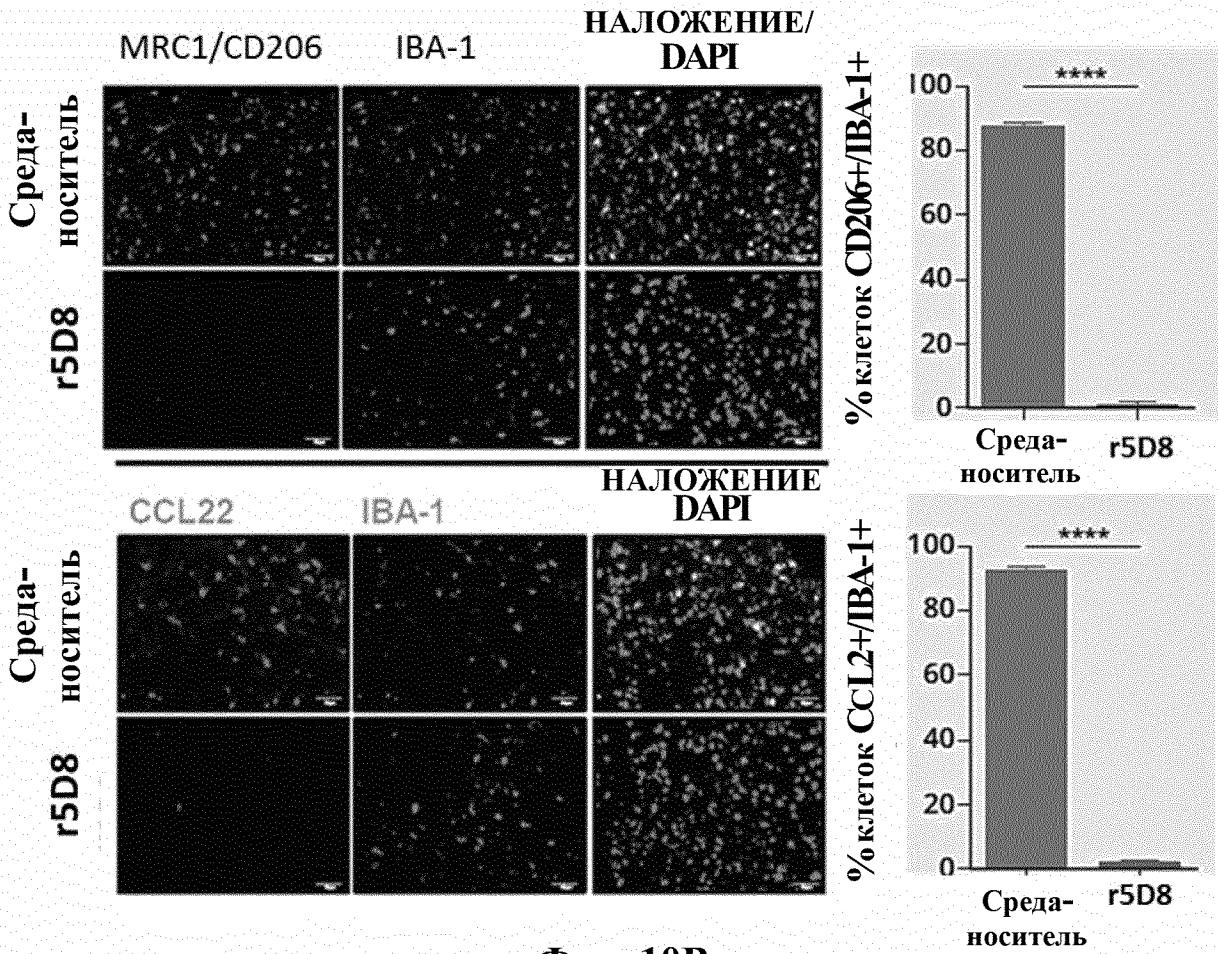 MRC1/CD206 IBA-1 НАЛОЖЕНИЕ/
DAPI
Среда-
носитель
r5D8
% клеток CD206+/IBA-1+
100
80
60
40
20
0
****
Среда-
носитель
r5D8
CCL22 IBA-1 НАЛОЖЕНИЕ
DAPI
Среда-
носитель
r5D8
% клеток CCL2+/IBA-1+
100
80
60
40
20
0
****
Среда-
носитель
r5D8